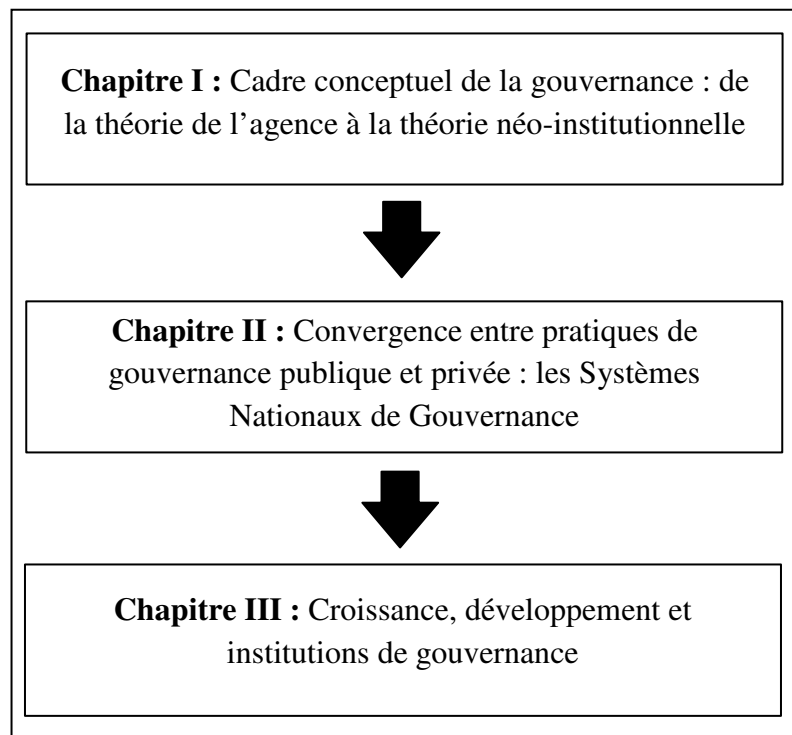 Chapitre I : Cadre conceptuel de la gouvernance : de
la théorie de l’agence à la théorie néo-institutionnelle
Chapitre II : Convergence entre pratiques de
gouvernance publique et privée : les Systèmes
Nationaux de Gouvernance
Chapitre III : Croissance, développement et
institutions de gouvernance